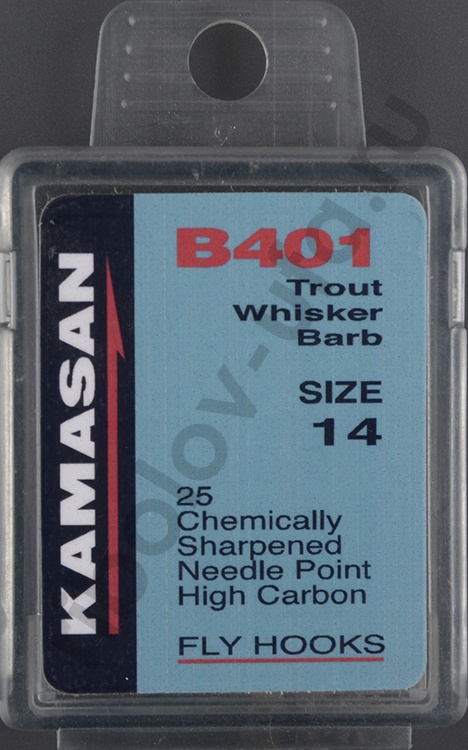 KAMASAN
B401
Trout
Whisker
Barb
SIZE
14
25
Chemically
Sharpened
Needle Point
High Carbon
FLY HOOKS